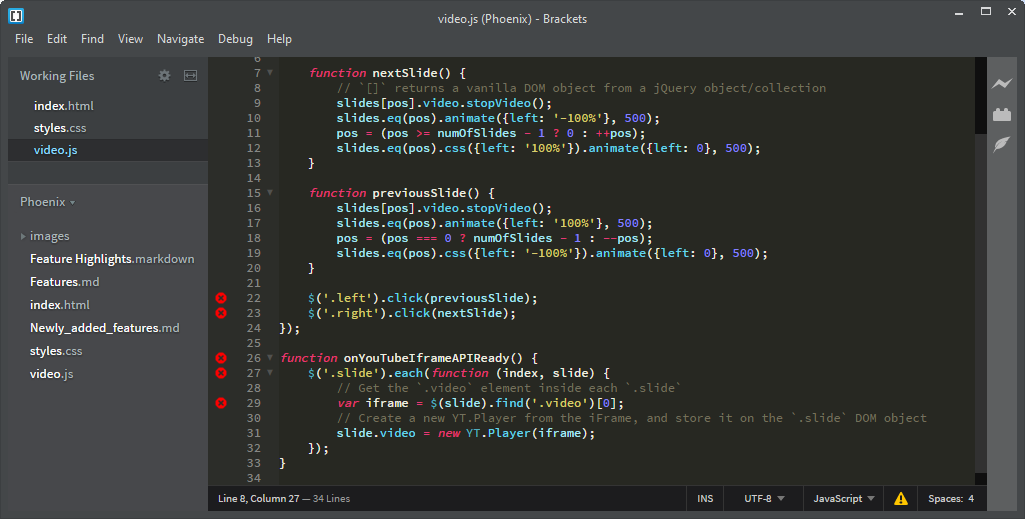 video.js (Phoenix) - Brackets
File Edit Find View Navigate Debug Help
Working Files
index.html
styles.css
video.js
Phoenix
images
Feature Highlights.markdown
Features.md
index.html
Newly_added_features.md
styles.css
video.js
6
7 function nextSlide() {
8 // `[]` returns a vanilla DOM object from a jQuery object/collection
9 slides[pos].video.stopVideo();
10 slides.eq(pos).animate({left: '-100%'}, 500);
11 pos = (pos >= numOfSlides - 1 ? 0 : ++pos);
12 slides.eq(pos).css({left: '100%'}).animate({left: 0}, 500);
13 }
14
15 function previousSlide() {
16 slides[pos].video.stopVideo();
17 slides.eq(pos).animate({left: '100%'}, 500);
18 pos = (pos === 0 ? numOfSlides - 1 : --pos);
19 slides.eq(pos).css({left: '-100%'}).animate({left: 0}, 500);
20 }
21
22 $('.left').click(previousSlide);
23 $('.right').click(nextSlide);
24 });
25
26 function onYouTubeIframeAPIReady() {
27 $('.slide').each(function (index, slide) {
28 // Get the `.video` element inside each `.slide`
29 var iframe = $(slide).find('.video')[0];
30 // Create a new YT.Player from the iFrame, and store it on the `.slide` DOM object
31 slide.video = new YT.Player(iframe);
32 });
33 }
34
Line 8, Column 27 — 34 Lines
INS UTF-8 JavaScript Spaces: 4